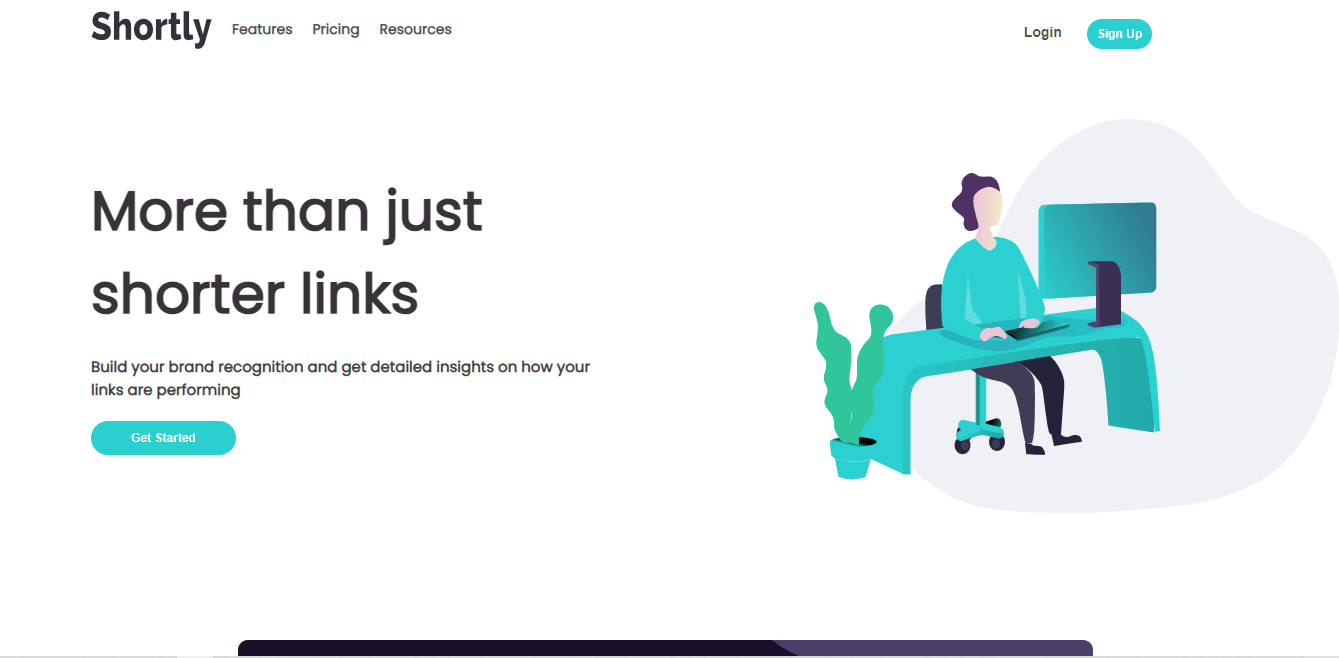 Shortly Features Pricing Resources Login Sign Up
More than just
shorter links
Build your brand recognition and get detailed insights on how your
links are performing
Get Started